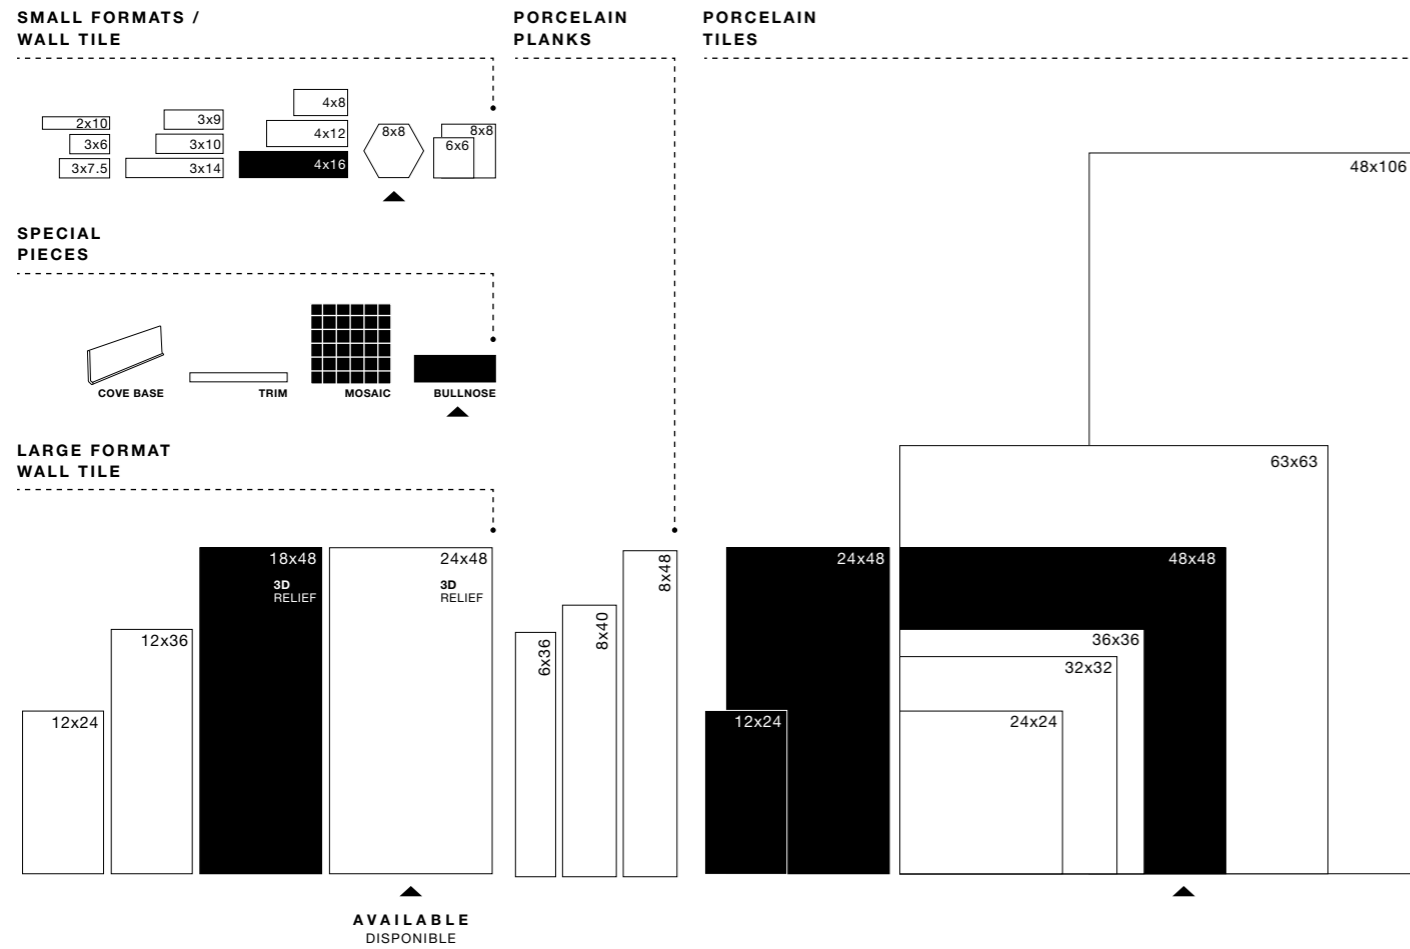 SMALL FORMATS /
WALL TILE
2x10
3x6
3x7.5
3x9
3x10
3x14
4x8
4x12
4x16
8x8
8x8
6x6
SPECIAL
PIECES
COVE BASE
TRIM
MOSAIC
BULLNOSE
LARGE FORMAT
WALL TILE
12x24
12x36
18x48
3D
RELIEF
24x48
3D
RELIEF
AVAILABLE
DISPONIBLE
PORCELAIN
PLANKS
6x36
8x40
8x48
PORCELAIN
TILES
12x24
24x48
48x106
63x63
48x48
36x36
32x32
24x24